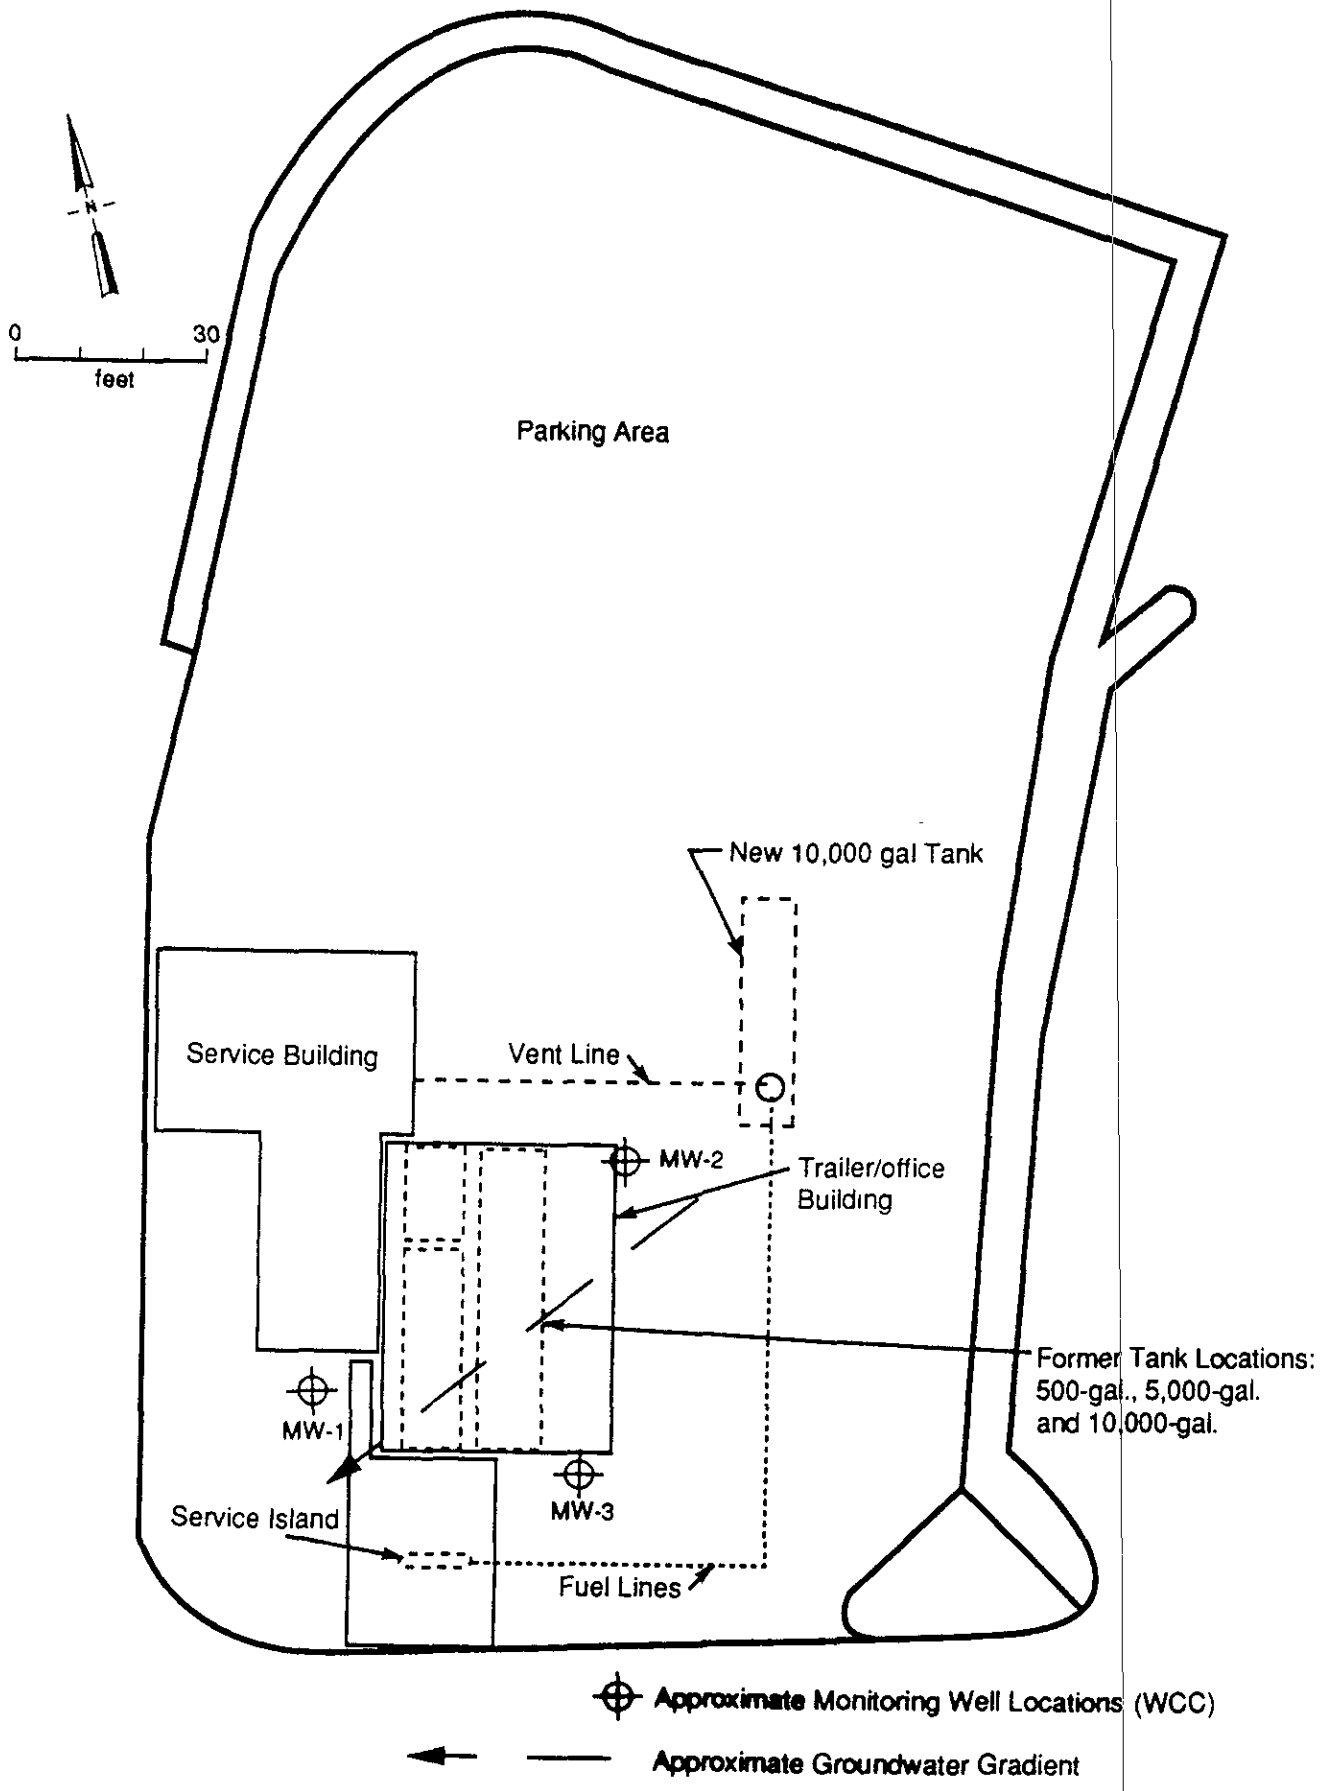 N
0 30
feet
Parking Area
New 10,000 gal Tank
Service Building
Vent Line
MW-2
Trailer/office
Building
Former Tank Locations:
500-gal., 5,000-gal.
and 10,000-gal.
MW-1
MW-3
Service Island
Fuel Lines
Approximate Monitoring Well Locations (WCC)
Approximate Groundwater Gradient